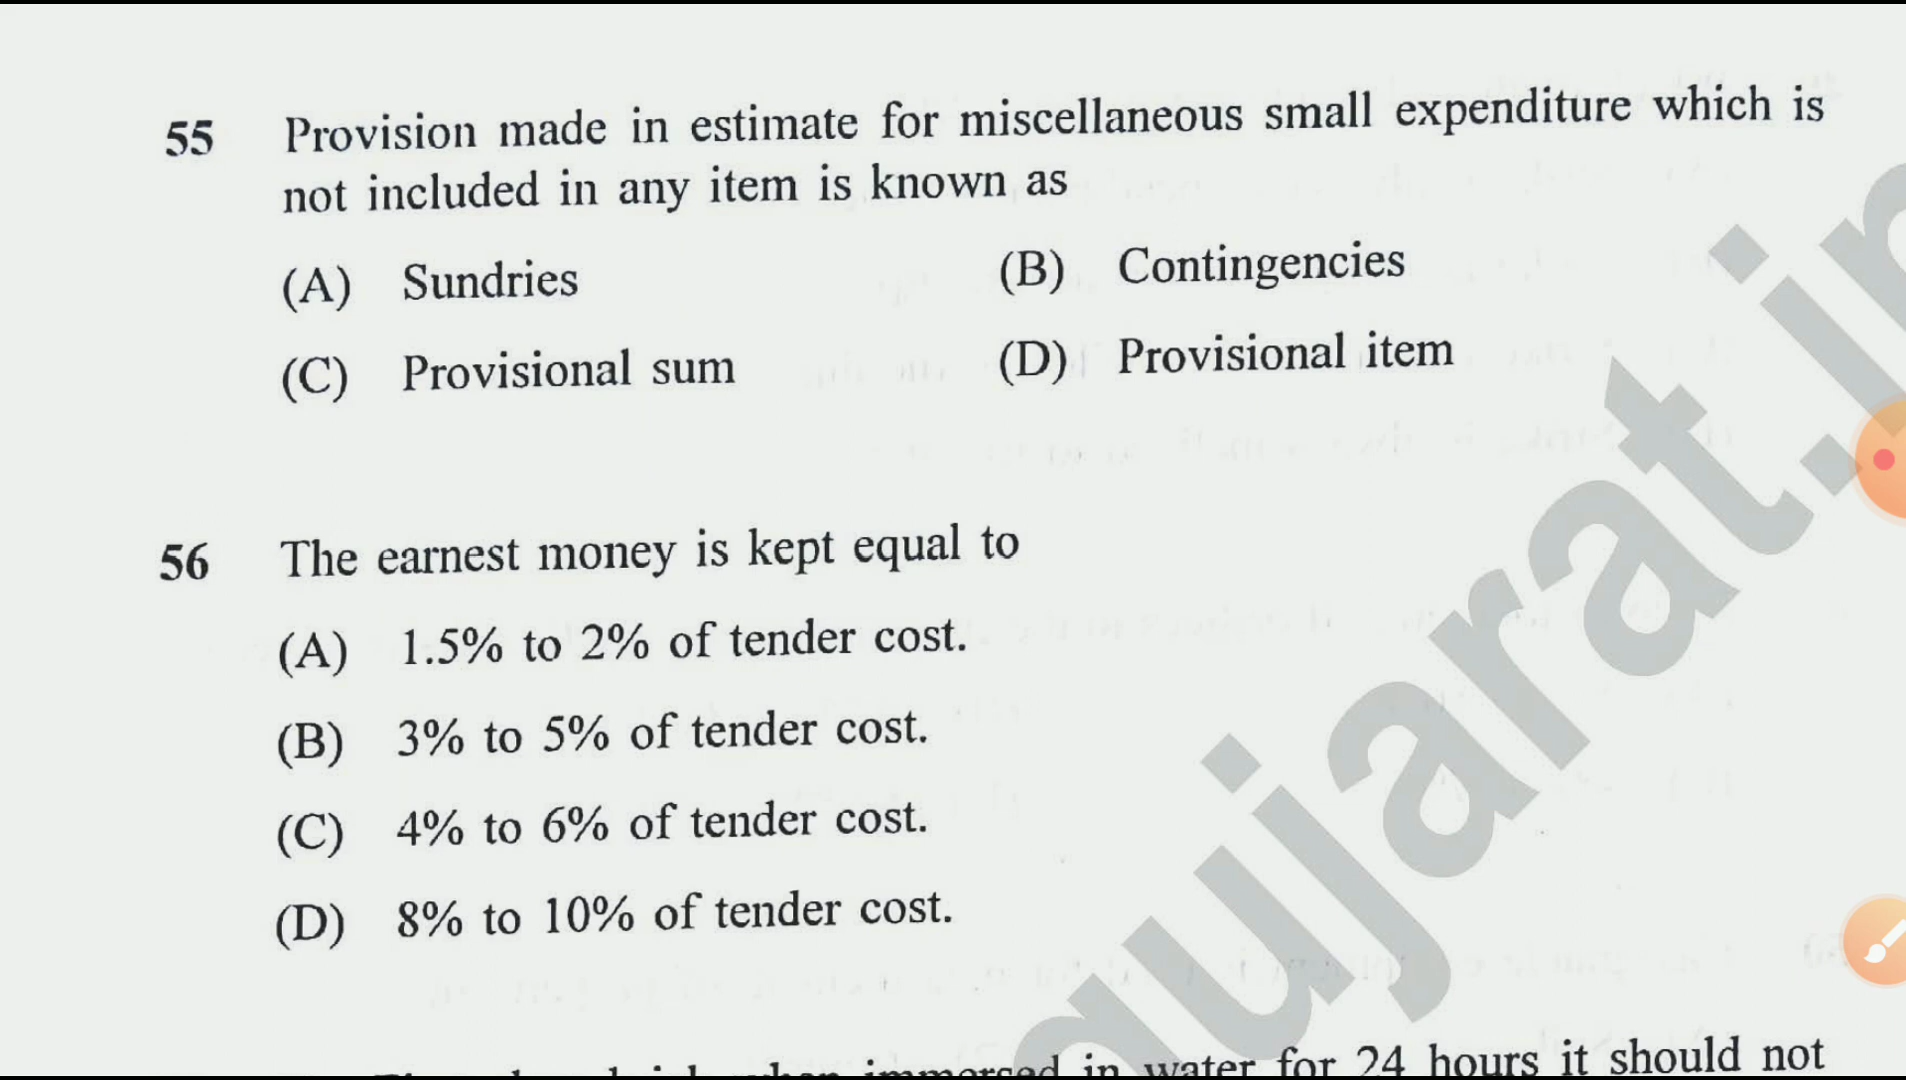 55 Provision made in estimate for miscellaneous small expenditure which is
not included in any item is known as
(A) Sundries (B) Contingencies
(C) Provisional sum (D) Provisional item
56 The earnest money is kept equal to
(A) 1.5% to 2% of tender cost.
(B) 3% to 5% of tender cost.
(C) 4% to 6% of tender cost.
(D) 8% to 10% of tender cost.
immersed in water for 24 hours it should not